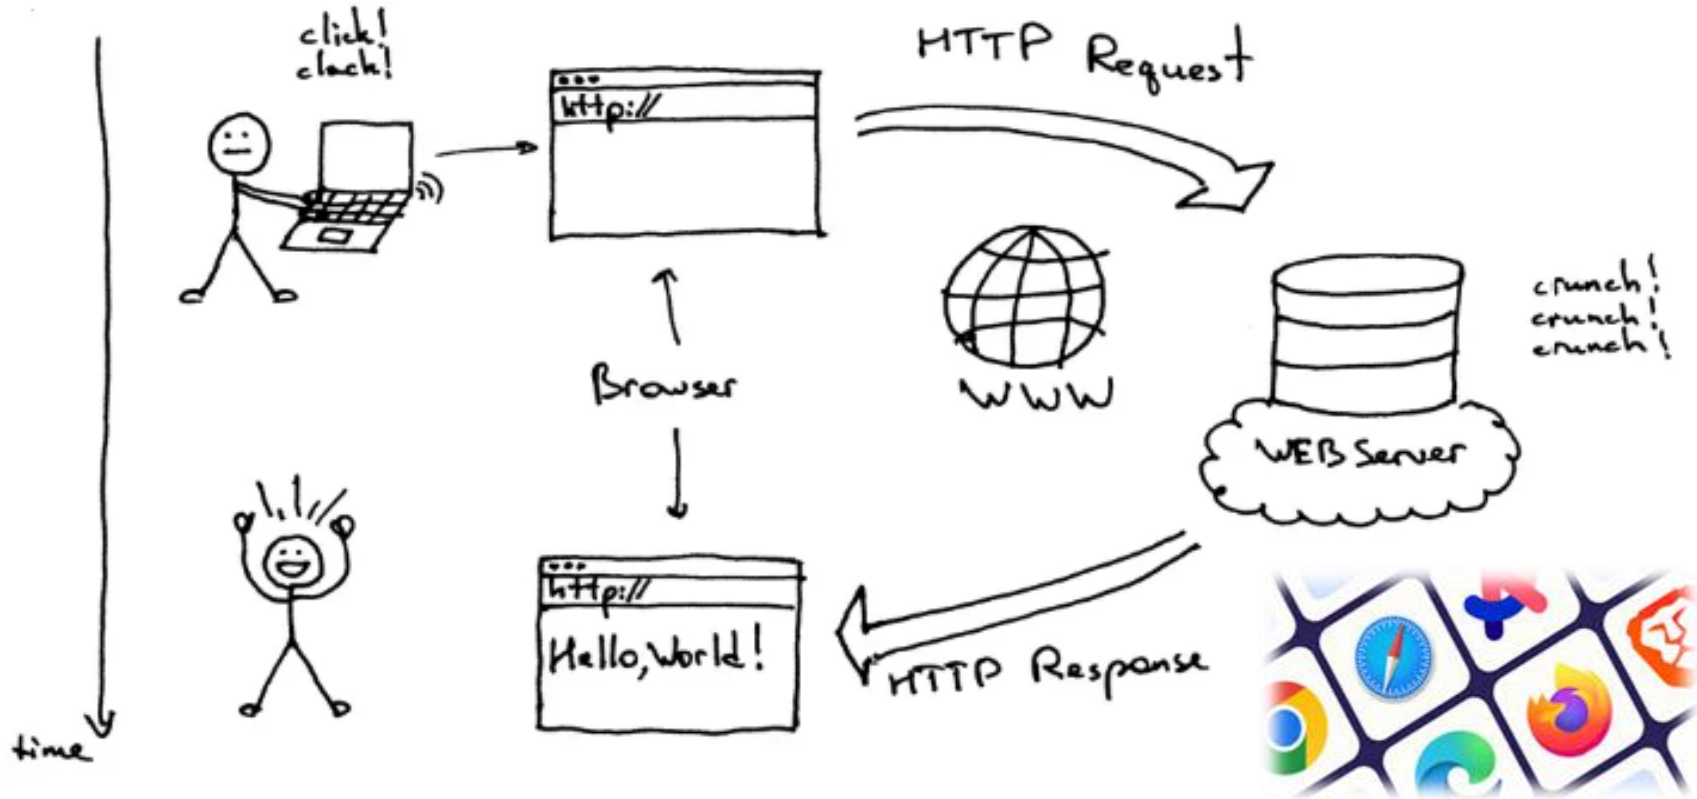 click!
clack!
HTTP Request
http://
crunch!
crunch!
crunch!
Browser
WWW
WEB Server
http://
Hello, World!
HTTP Response
time